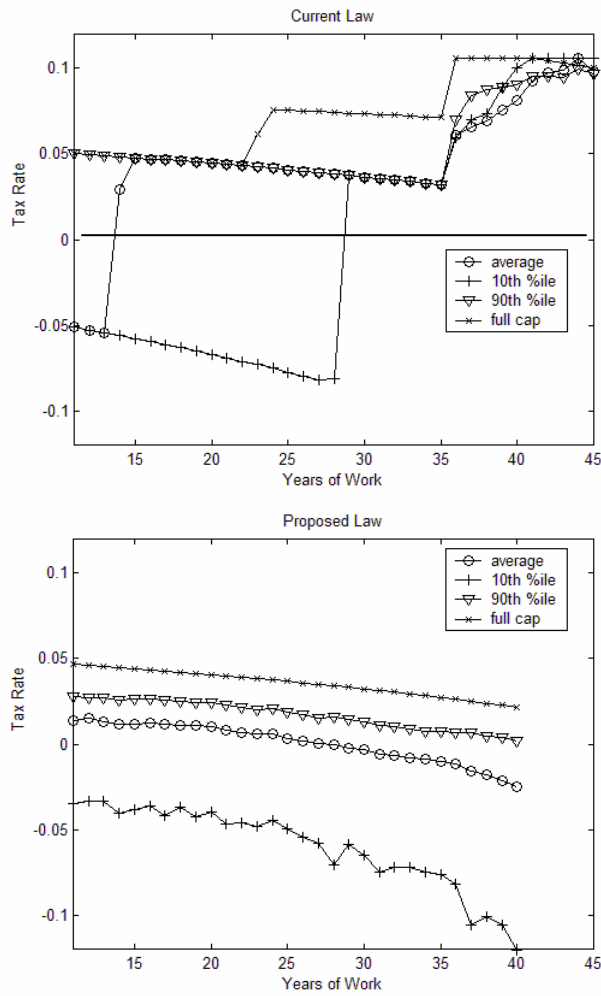 Current Law
0.1
0.05
0
-0.05
-0.1
Tax Rate
average
10th %ile
90th %ile
full cap
15 20 25 30 35 40 45
Years of Work
Proposed Law
0.1
0.05
0
-0.05
-0.1
Tax Rate
average
10th %ile
90th %ile
full cap
15 20 25 30 35 40 45
Years of Work